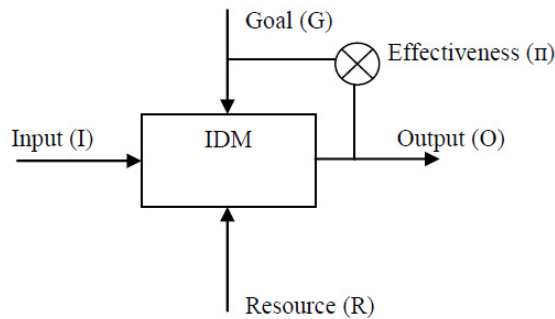 Goal (G)
Effectiveness (π)
Input (I)
IDM
Output (O)
Resource (R)